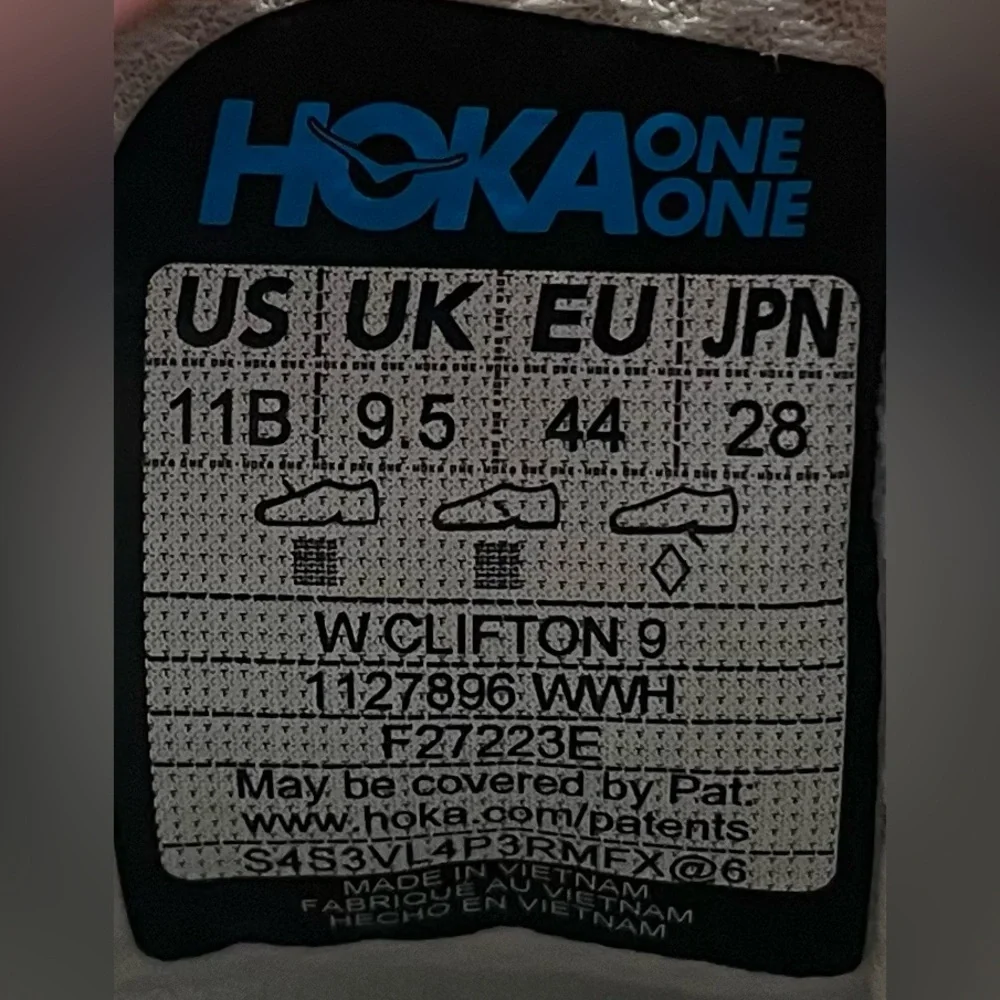 HOKA ONE ONE
US UK EU JPN
11B 9.5 44 28
W CLIFTON 9
1127896 WWH
F27223E
May be covered by Pat:
www.hoka.com/patents
S4S3VL4P3RMFX@6
MADE IN VIETNAM
FABRIQUÉ AU VIETNAM
HECHO EN VIETNAM